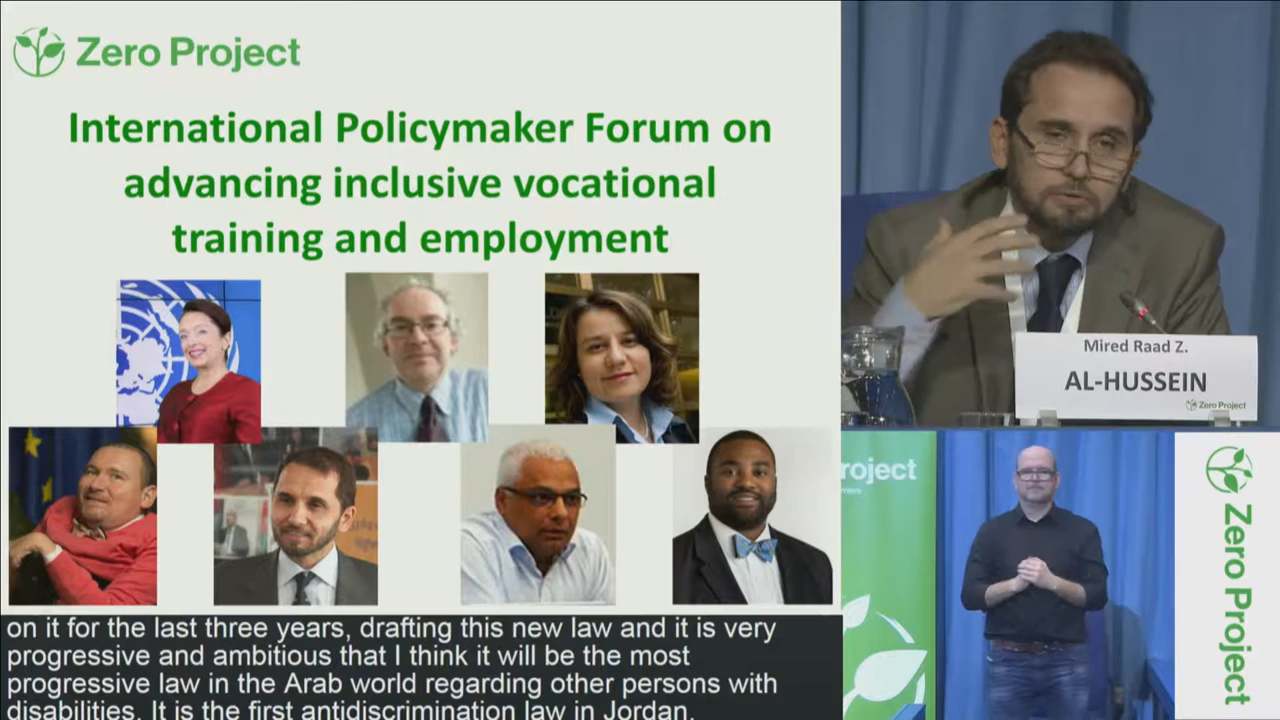 Zero Project
International Policymaker Forum on
advancing inclusive vocational
training and employment
on it for the last three years, drafting this new law and it is very
progressive and ambitious that I think it will be the most
progressive law in the Arab world regarding other persons with
disabilities. It is the first antidiscrimination law in Jordan.
Mired Raad Z.
AL-HUSSEIN
Zero Project
roject
Zero Project